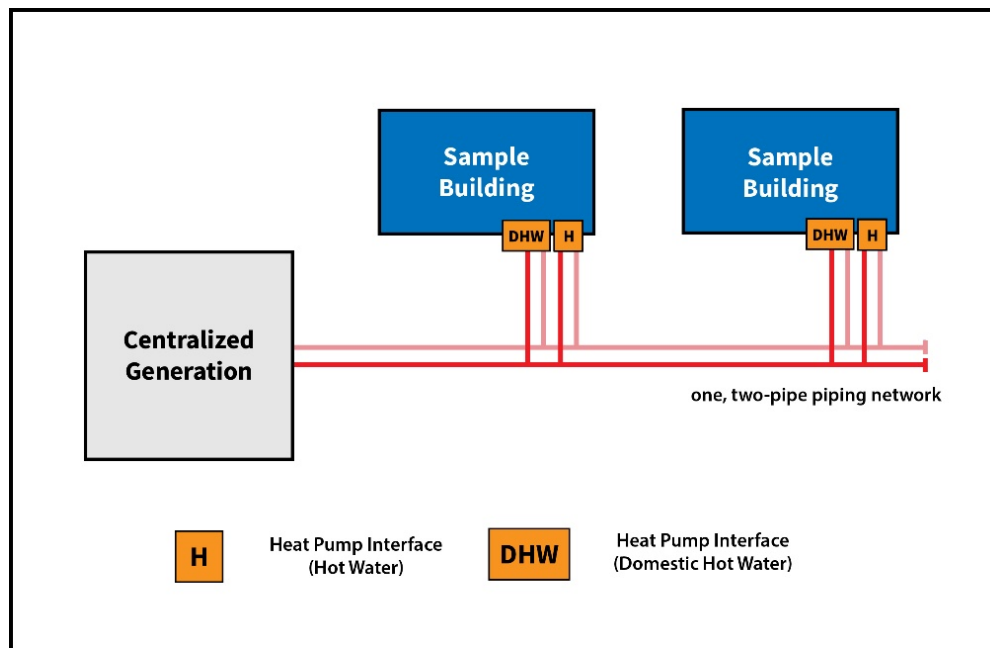 Sample
Building
Sample
Building
DHW
H
DHW
H
Centralized
Generation
one, two-pipe piping network
H
Heat Pump Interface
(Hot Water)
DHW
Heat Pump Interface
(Domestic Hot Water)